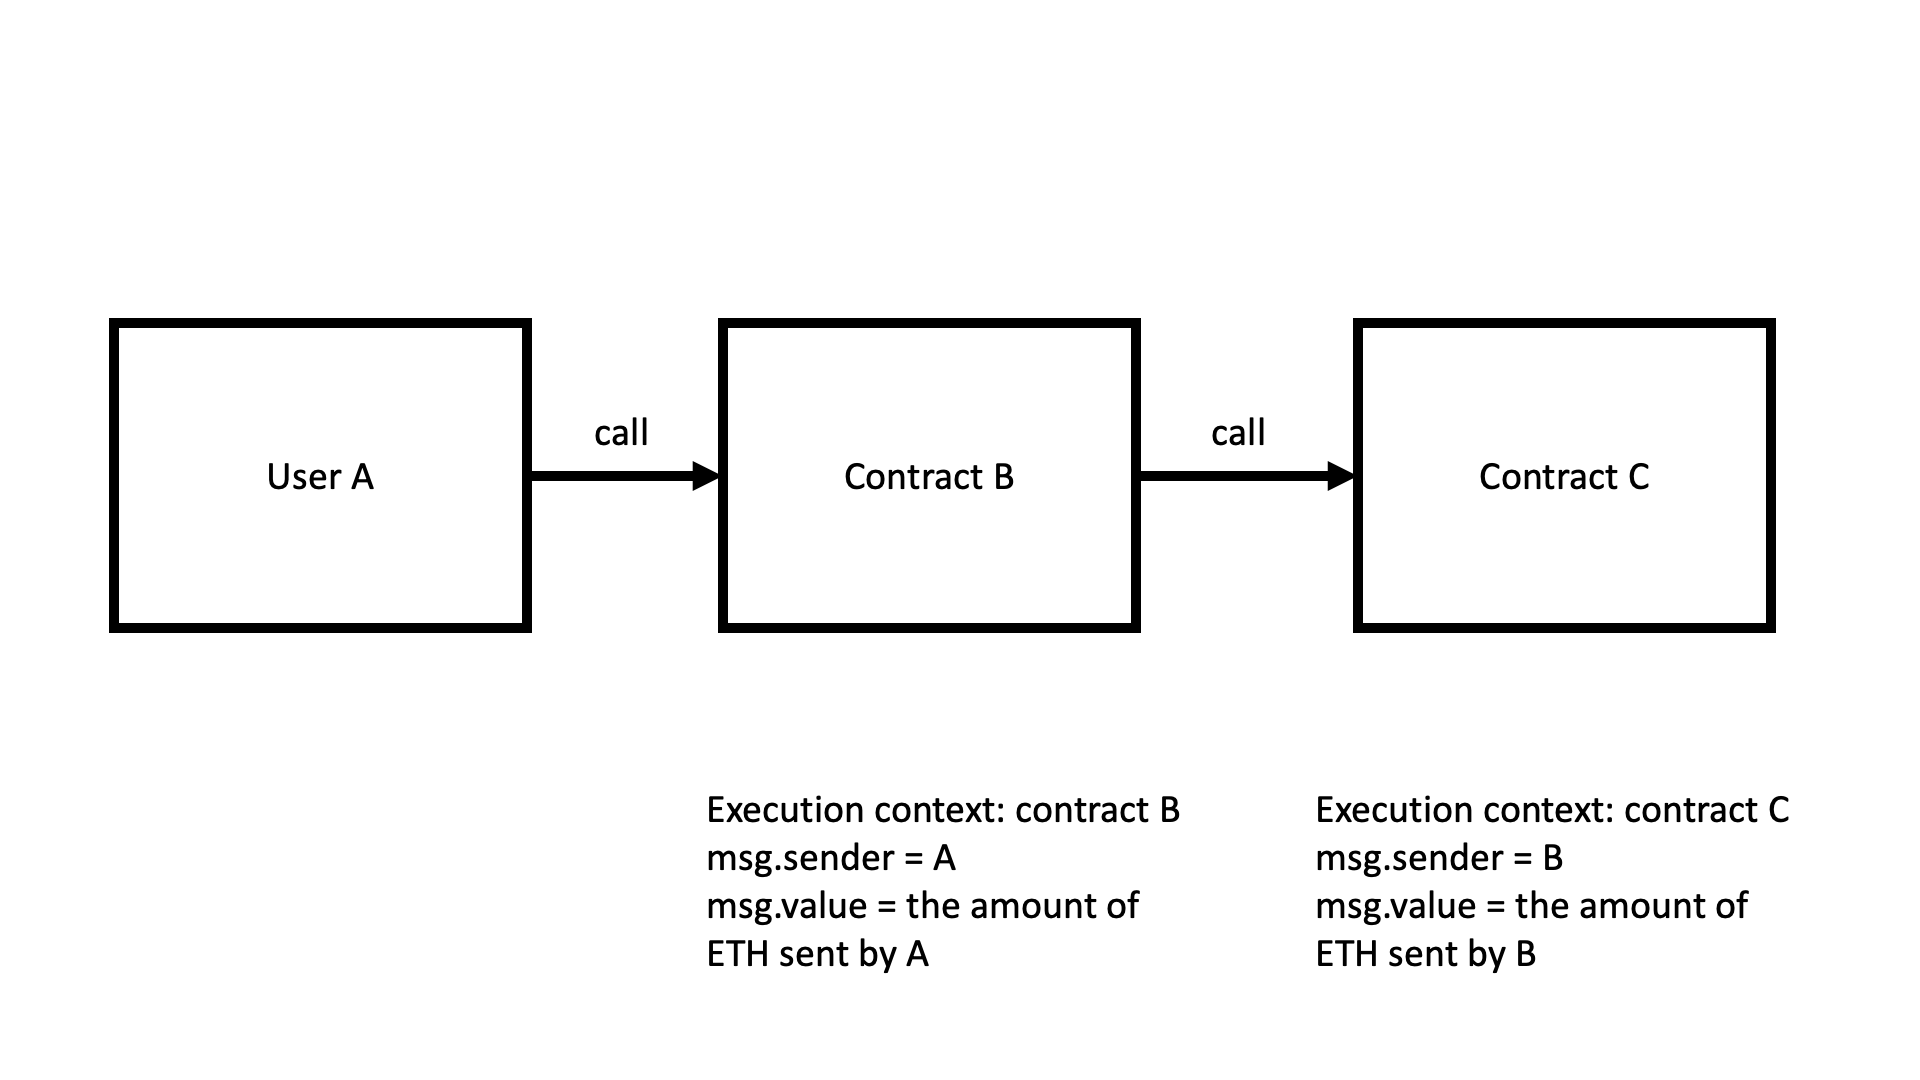 User A
call
Contract B
call
Contract C
Execution context: contract B
msg.sender = A
msg.value = the amount of
ETH sent by A
Execution context: contract C
msg.sender = B
msg.value = the amount of
ETH sent by B